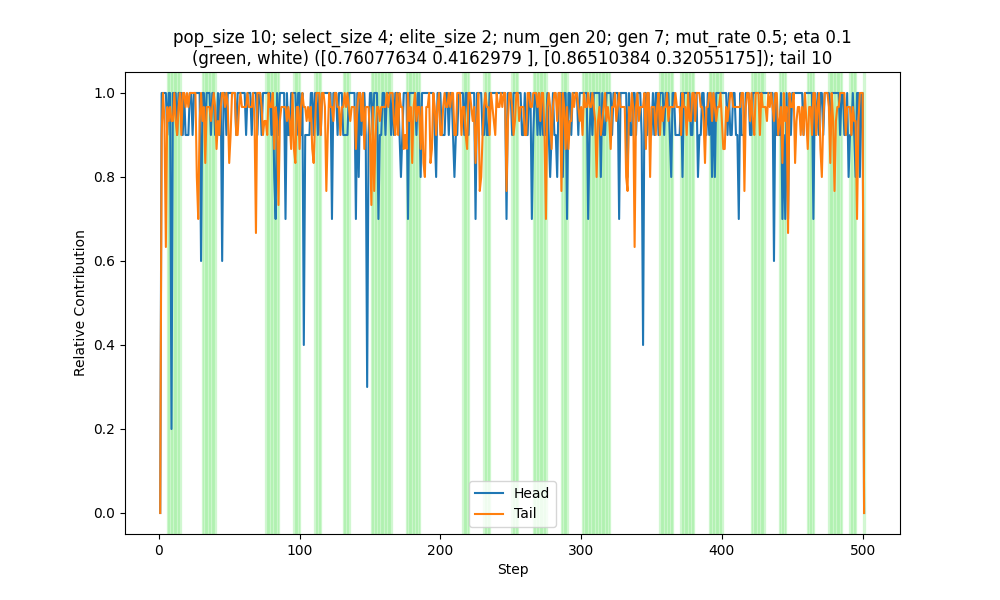 pop_size 10; select_size 4; elite_size 2; num_gen 20; gen 7; mut_rate 0.5; eta 0.1
(green, white) ([0.76077634 0.4162979 ], [0.86510384 0.32055175]); tail 10
1.0
0.8
0.6
0.4
0.2
0.0
Relative Contribution
Head
Tail
0 100 200 300 400 500
Step